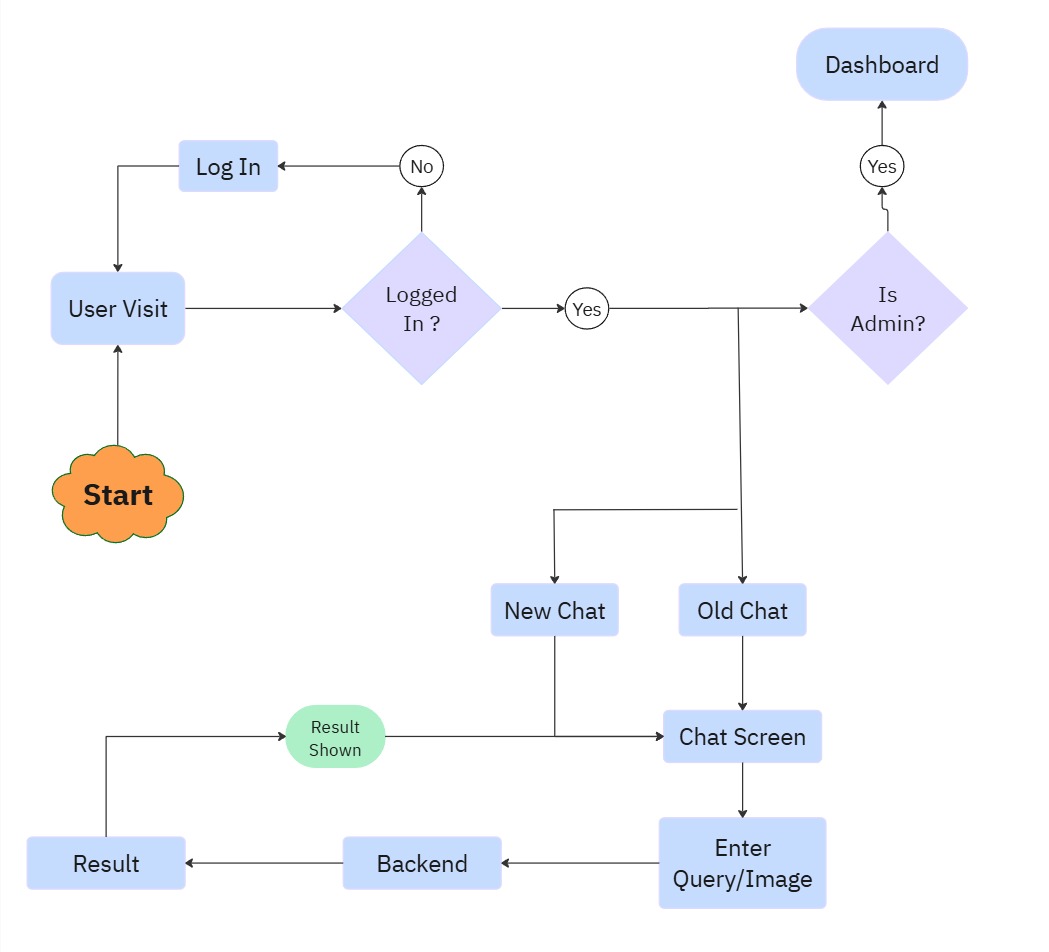 Dashboard
Log In
No
Yes
User Visit
Logged
In ?
Yes
Is
Admin?
Start
New Chat
Old Chat
Result
Shown
Chat Screen
Result
Backend
Enter
Query/Image